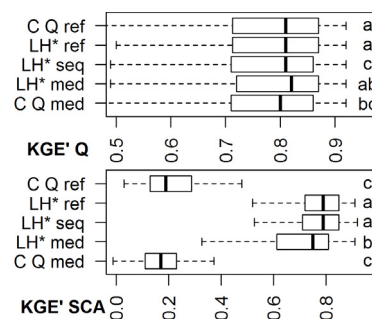 C Q ref a
LH* ref a
LH* seq c
LH* med ab
C Q med bc
0.5 0.6 0.7 0.8 0.9
KGE' Q
C Q ref c
LH* ref a
LH* seq a
LH* med b
C Q med c
0.0 0.2 0.4 0.6 0.8
KGE' SCA